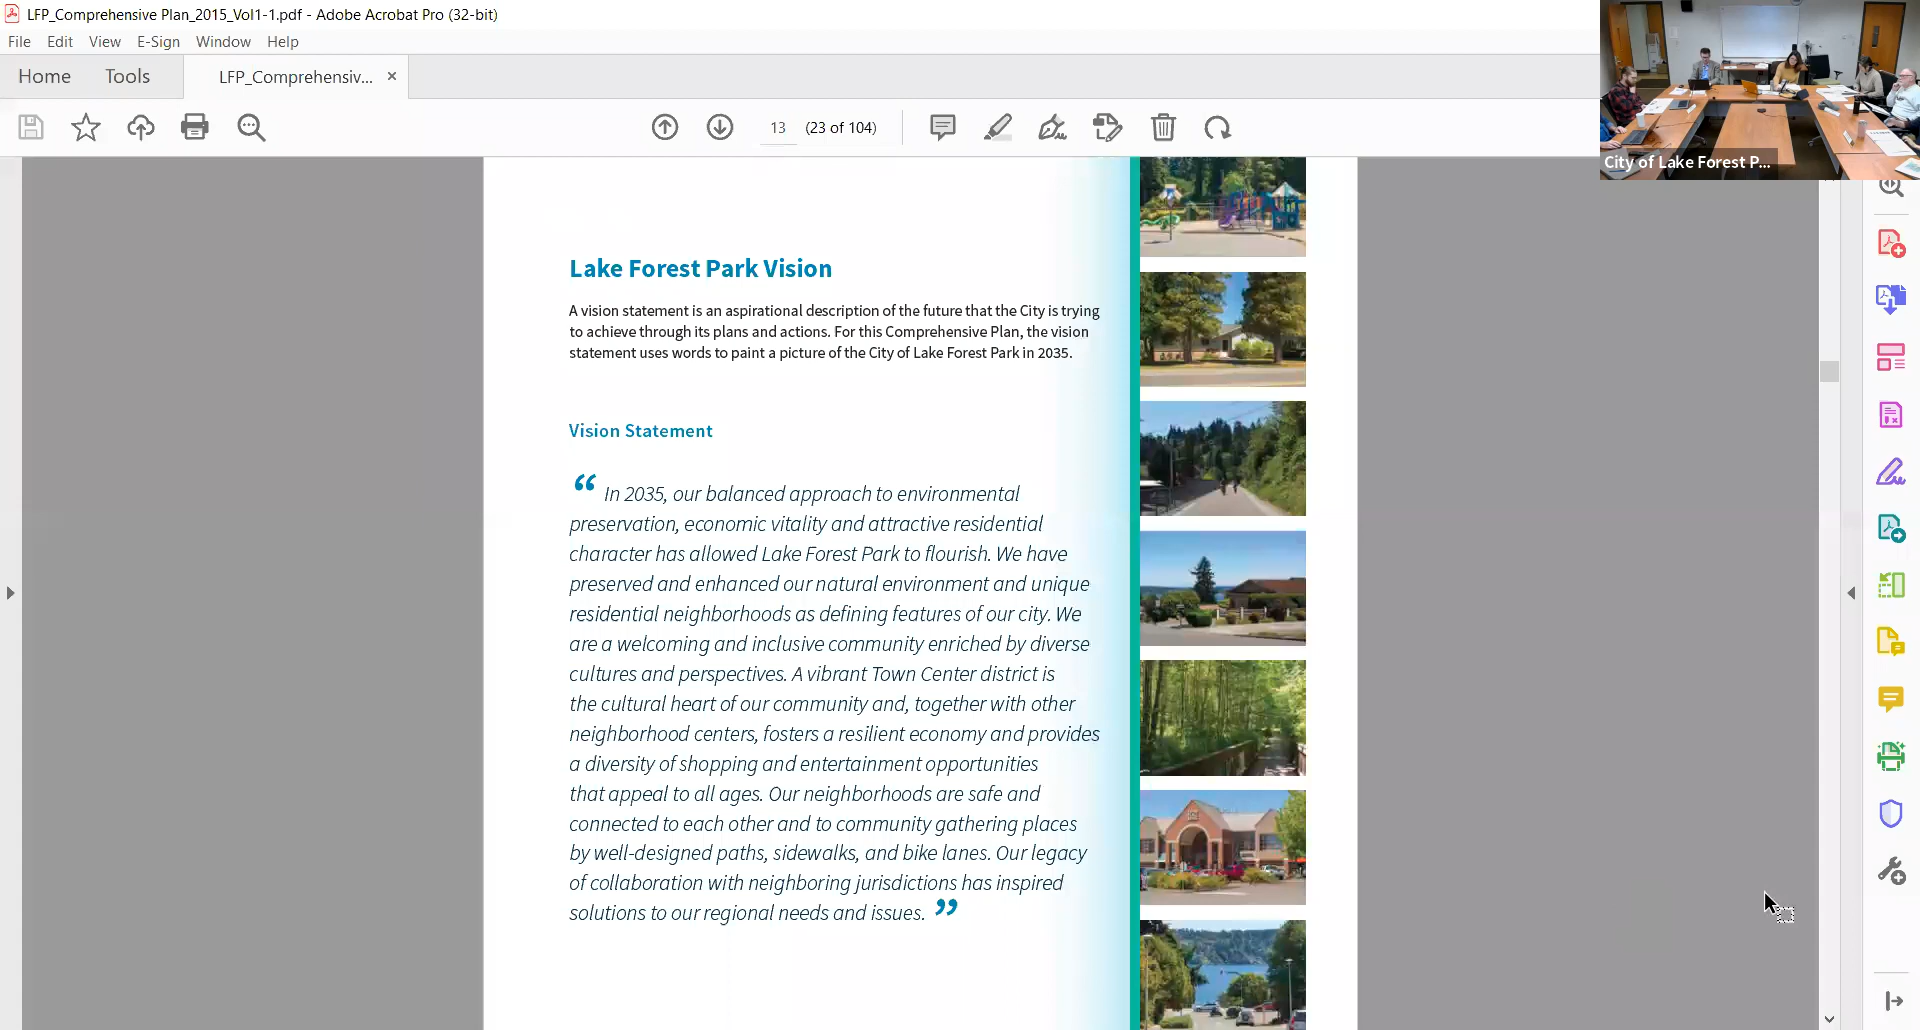 LFP_Comprehensive Plan_2015_Vol1-1.pdf - Adobe Acrobat Pro (32-bit)
File Edit View E-Sign Window Help
Home Tools LFP_Comprehensiv... ×
13 (23 of 104)
City of Lake Forest P...
Lake Forest Park Vision
A vision statement is an aspirational description of the future that the City is trying
to achieve through its plans and actions. For this Comprehensive Plan, the vision
statement uses words to paint a picture of the City of Lake Forest Park in 2035.
Vision Statement
“ In 2035, our balanced approach to environmental
preservation, economic vitality and attractive residential
character has allowed Lake Forest Park to flourish. We have
preserved and enhanced our natural environment and unique
residential neighborhoods as defining features of our city. We
are a welcoming and inclusive community enriched by diverse
cultures and perspectives. A vibrant Town Center district is
the cultural heart of our community and, together with other
neighborhood centers, fosters a resilient economy and provides
a diversity of shopping and entertainment opportunities
that appeal to all ages. Our neighborhoods are safe and
connected to each other and to community gathering places
by well-designed paths, sidewalks, and bike lanes. Our legacy
of collaboration with neighboring jurisdictions has inspired
solutions to our regional needs and issues. ”